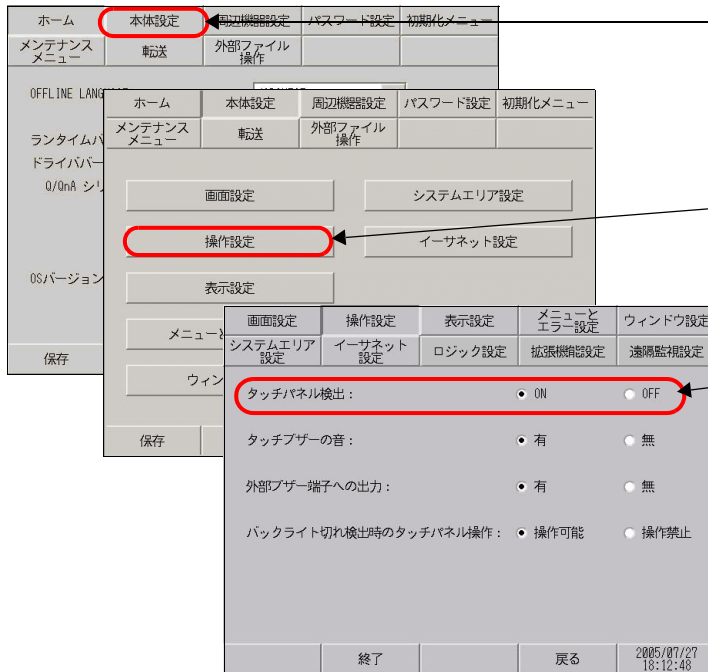 ホーム 本体設定 周辺機器設定 パスワード設定 初期化メニュー
メンテナンス
メニュー 転送 外部ファイル
操作
OFFLINE LANG
ランタイムバ
ドライババー
Q/QnA シリ
OSバージョン
保存
ホーム 本体設定 周辺機器設定 パスワード設定 初期化メニュー
メンテナンス
メニュー 転送 外部ファイル
操作
画面設定 システムエリア設定
操作設定 イーサネット設定
表示設定
メニューと
ウィン
保存
画面設定 操作設定 表示設定 メニューと
エラー設定 ウィンドウ設定
システムエリア
設定 イーサネット
設定 ロジック設定 拡張機能設定 遠隔監視設定
タッチパネル検出： ON OFF
タッチブザーの音： 有 無
外部ブザー端子への出力： 有 無
バックライト切れ検出時のタッチパネル操作： 操作可能 操作禁止
終了 戻る 2005/07/27
18:12:48